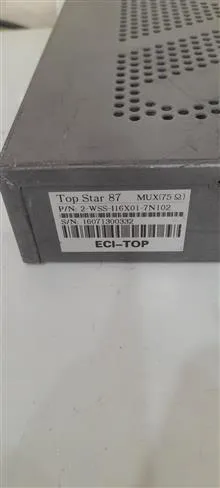 Top Star 87 MUX(75Ω)
P/N: 2-WSS-H6X01-7N102
S/N: 16071300332
ECI-TOP